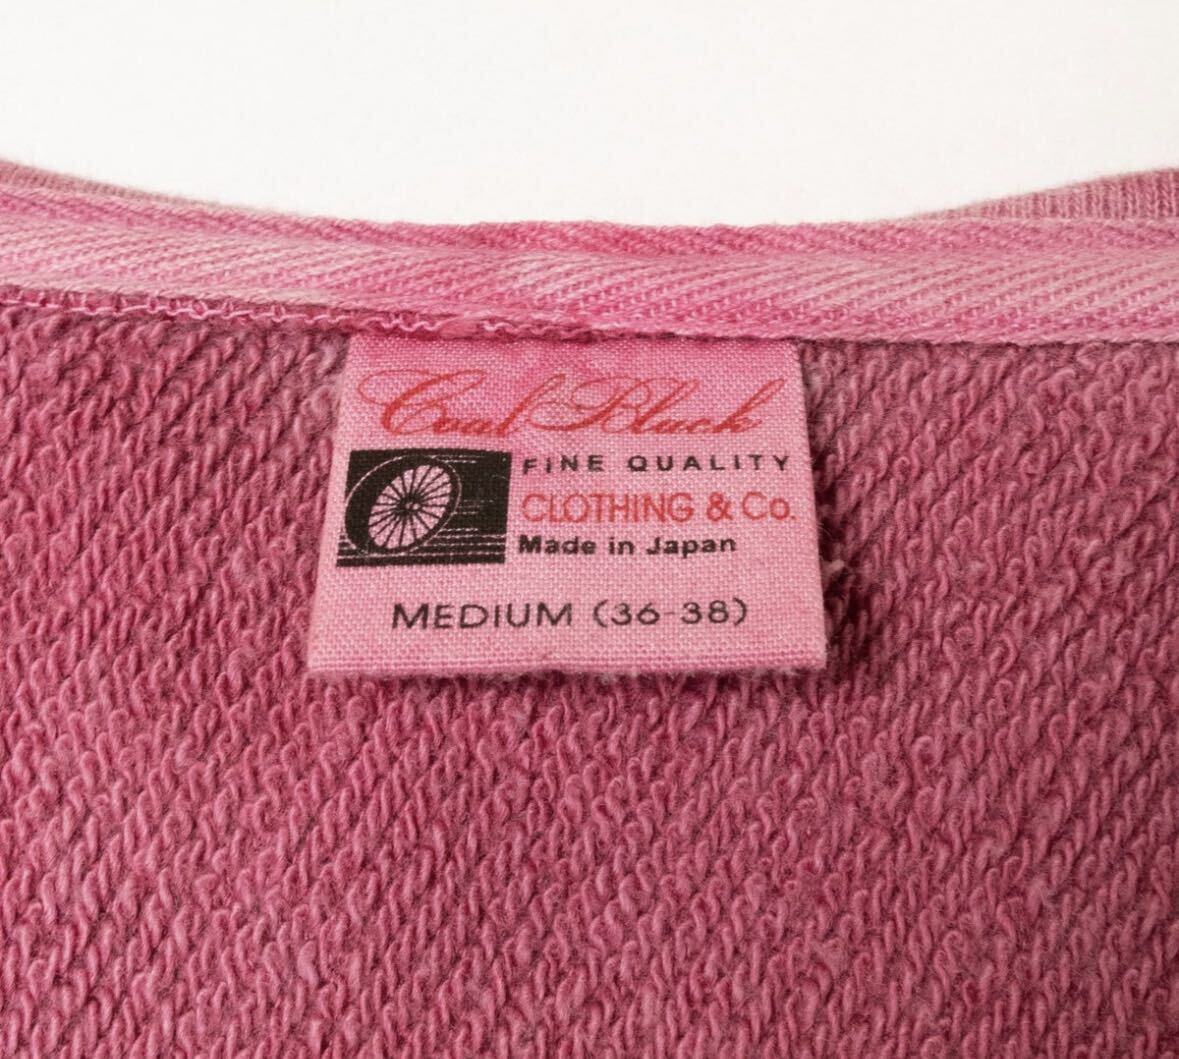 Coal Black
FINE QUALITY
CLOTHING & Co.
Made in Japan
MEDIUM (36-38)